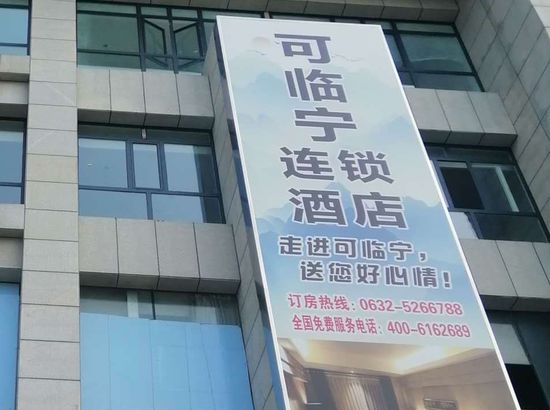 可临宁
连锁
酒店
走进可临宁，
送您好心情！
订房热线：0632-5266788
全国免费服务电话：400-6162689